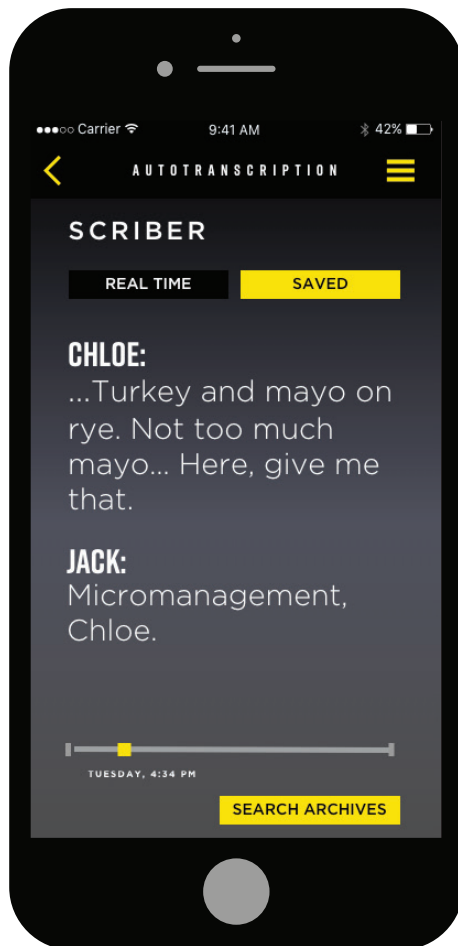 Carrier 9:41 AM 42%
AUTOTRANSCRIPTION
SCRIBER
REAL TIME SAVED
CHLOE:
...Turkey and mayo on
rye. Not too much
mayo... Here, give me
that.
JACK:
Micromanagement,
Chloe.
TUESDAY, 4:34 PM
SEARCH ARCHIVES